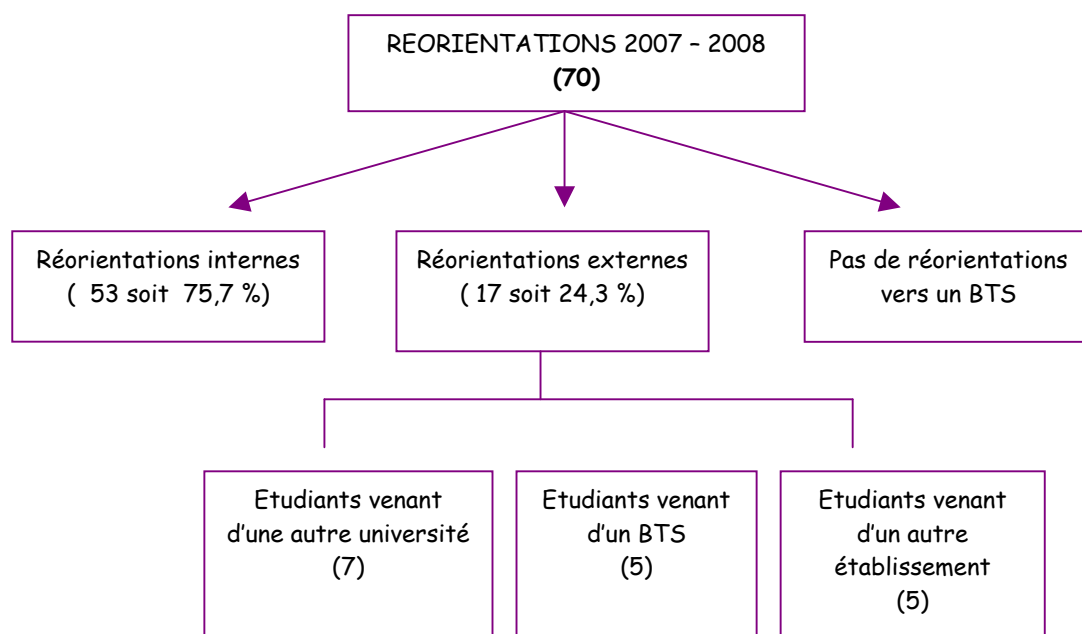 REORIENTATIONS 2007 – 2008
(70)
Réorientations internes
( 53 soit 75,7 %)
Réorientations externes
( 17 soit 24,3 %)
Pas de réorientations
vers un BTS
Etudiants venant
d’une autre université
(7)
Etudiants venant
d’un BTS
(5)
Etudiants venant
d’un autre
établissement
(5)